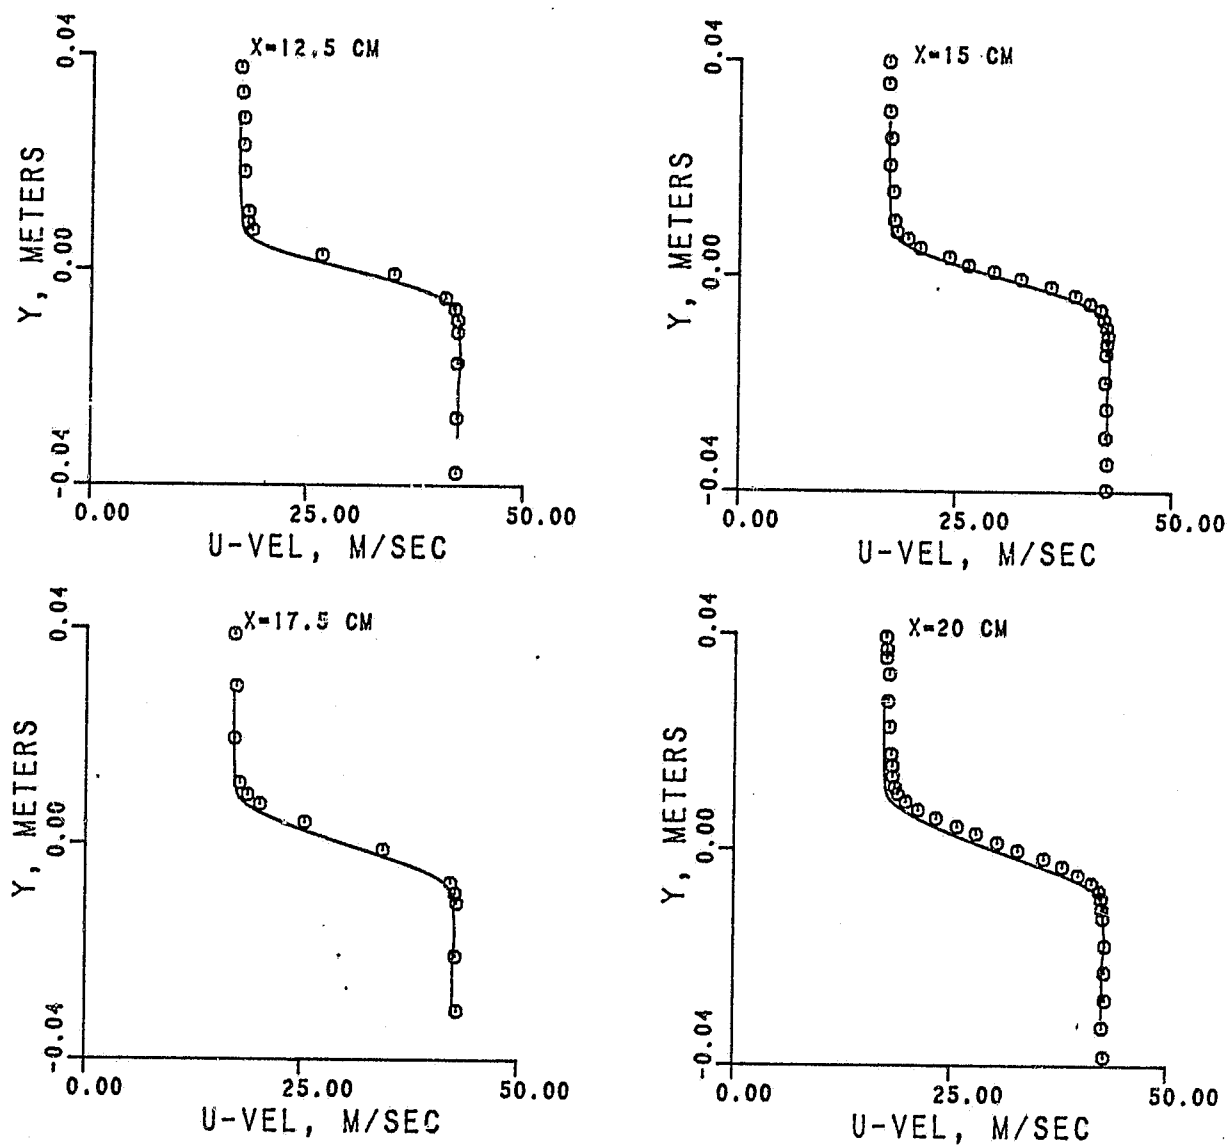 X=12.5 CM
0.04
0.00
-0.04
Y, METERS
0.00 25.00 50.00
U-VEL, M/SEC
X=15 CM
0.04
0.00
-0.04
Y, METERS
0.00 25.00 50.00
U-VEL, M/SEC
X=17.5 CM
0.04
0.00
-0.04
Y, METERS
0.00 25.00 50.00
U-VEL, M/SEC
X=20 CM
0.04
0.00
-0.04
Y, METERS
0.00 25.00 50.00
U-VEL, M/SEC